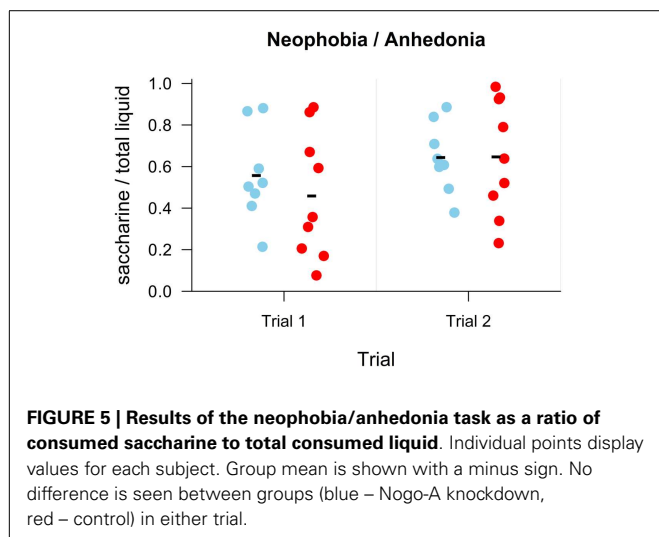 Neophobia / Anhedonia
saccharine / total liquid
1.0
0.8
0.6
0.4
0.2
0.0
Trial 1
Trial 2
Trial
FIGURE 5 | Results of the neophobia/anhedonia task as a ratio of
consumed saccharine to total consumed liquid. Individual points display
values for each subject. Group mean is shown with a minus sign. No
difference is seen between groups (blue – Nogo-A knockdown,
red – control) in either trial.